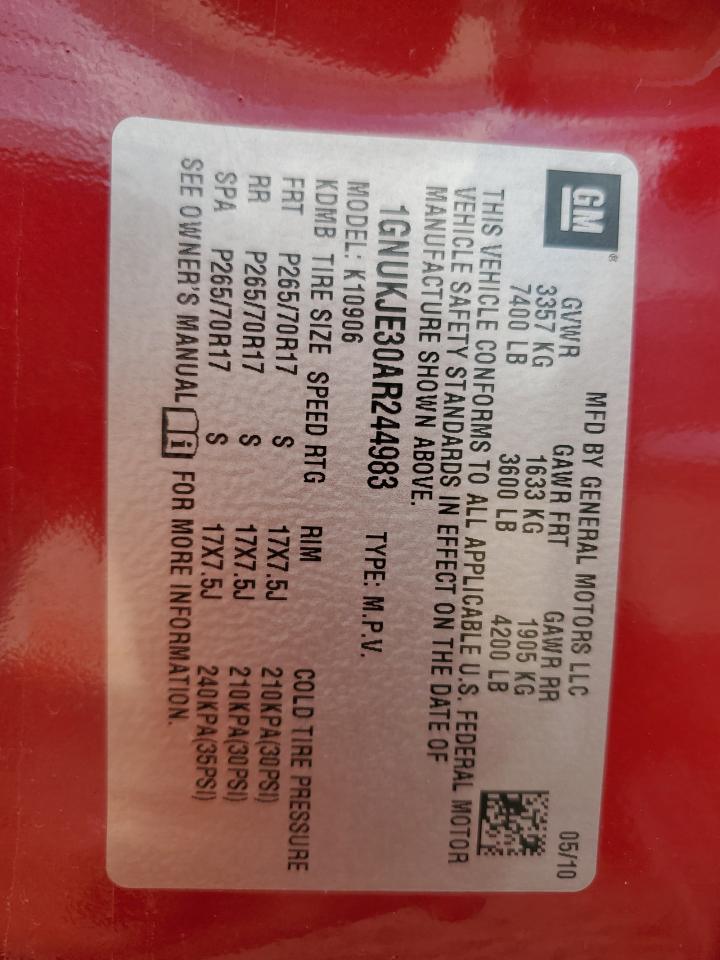 GM®
MFD BY GENERAL MOTORS LLC 05/10
GVWR GAWR FRT GAWR RR
3357 KG 1633 KG 1905 KG
7400 LB 3600 LB 4200 LB
THIS VEHICLE CONFORMS TO ALL APPLICABLE U.S. FEDERAL MOTOR
VEHICLE SAFETY STANDARDS IN EFFECT ON THE DATE OF
MANUFACTURE SHOWN ABOVE.
1GNUKJE30AR244983 TYPE: M.P.V.
MODEL: K10906
KDMB TIRE SIZE SPEED RTG RIM COLD TIRE PRESSURE
FRT P265/70R17 S 17X7.5J 210KPA(30PSI)
RR P265/70R17 S 17X7.5J 210KPA(30PSI)
SPA P265/70R17 S 17X7.5J 240KPA(35PSI)
SEE OWNER'S MANUAL i FOR MORE INFORMATION.